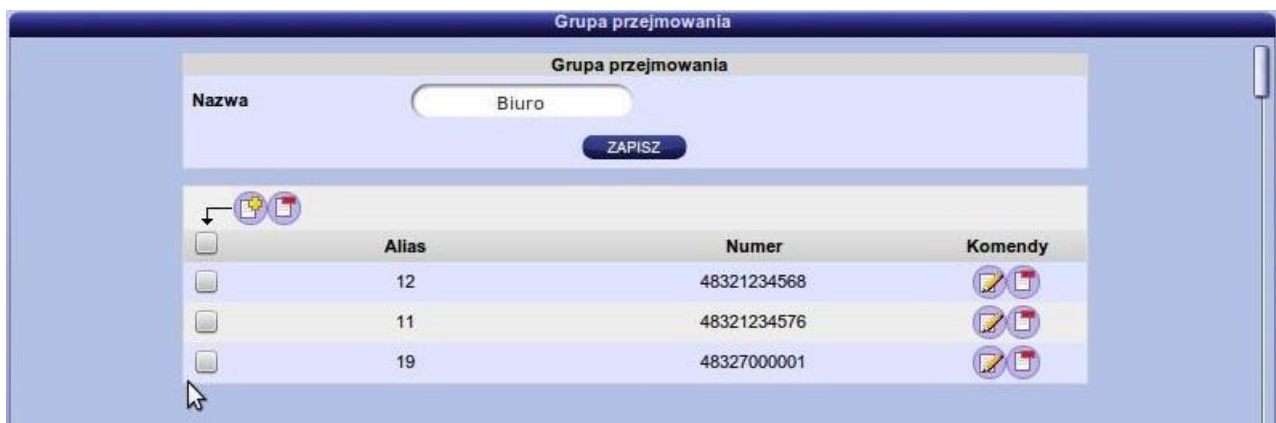 Grupa przejmowania
Grupa przejmowania
Nazwa Biuro
ZAPISZ
Alias Numer Komendy
12 48321234568
11 48321234576
19 48327000001